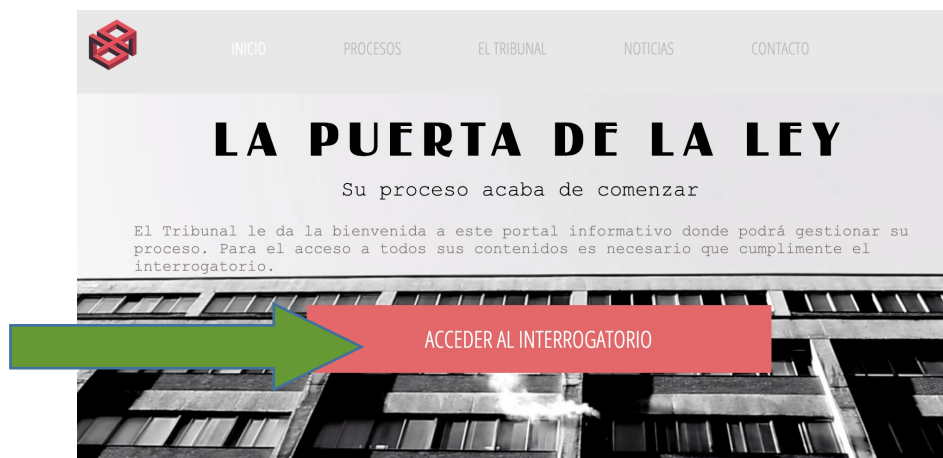 INICIO PROCESOS EL TRIBUNAL NOTICIAS CONTACTO
LA PUERTA DE LA LEY
Su proceso acaba de comenzar
El Tribunal le da la bienvenida a este portal informativo donde podrá gestionar su
proceso. Para el acceso a todos sus contenidos es necesario que cumplimente el
interrogatorio.
ACCEDER AL INTERROGATORIO